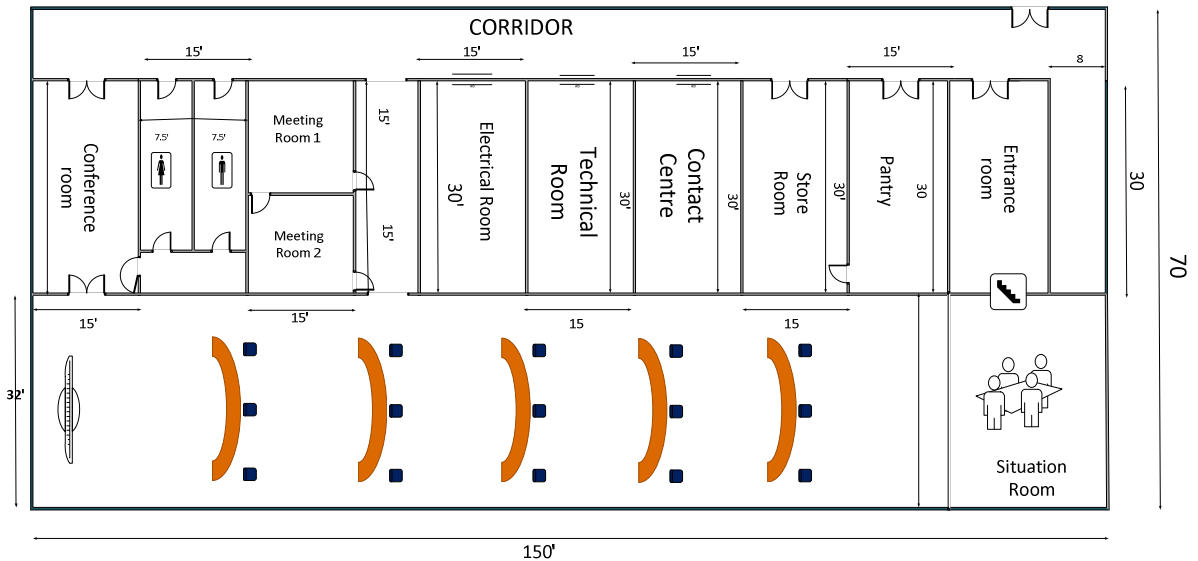 CORRIDOR
15'
15'
15'
15'
8
Conference
room
7.5'
7.5'
Meeting
Room 1
Meeting
Room 2
15'
15'
30'
Electrical Room
Technical
Room
30'
Contact
Centre
30'
Store
Room
30'
Pantry
30
Entrance
room
30
70
15'
15'
15
15
32'
Situation
Room
150'